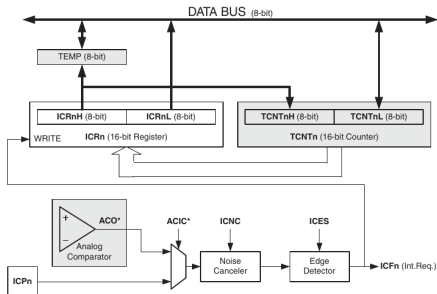 DATA BUS (8-bit)
TEMP (8-bit)
ICRnH (8-bit) ICRnL (8-bit) TCNTnH (8-bit) TCNTnL (8-bit)
WRITE ICRn (16-bit Register) TCNTn (16-bit Counter)
+
ACO* ACIC* ICNC ICES
–
Analog
Comparator
Noise
Canceler
Edge
Detector
ICFn (Int.Req.)
ICPn